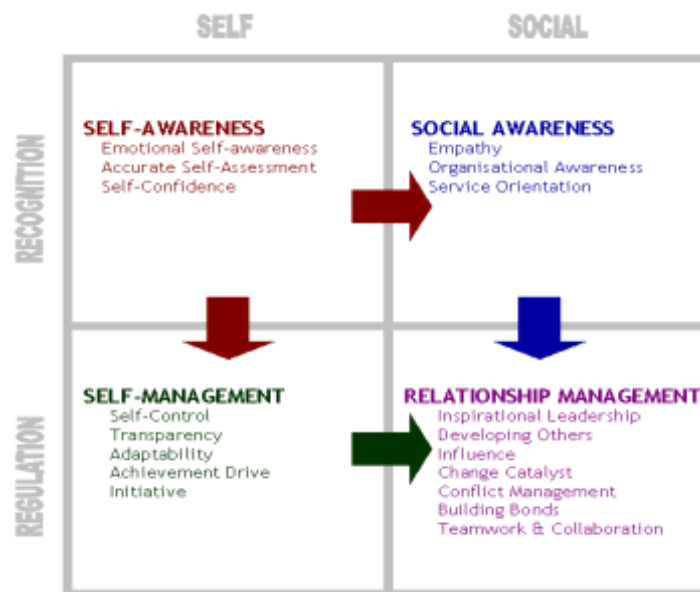 SELF
SOCIAL
RECOGNITION
SELF-AWARENESS
Emotional Self-awareness
Accurate Self-Assessment
Self-Confidence
SOCIAL AWARENESS
Empathy
Organisational Awareness
Service Orientation
REGULATION
SELF-MANAGEMENT
Self-Control
Transparency
Adaptability
Achievement Drive
Initiative
RELATIONSHIP MANAGEMENT
Inspirational Leadership
Developing Others
Influence
Change Catalyst
Conflict Management
Building Bonds
Teamwork & Collaboration